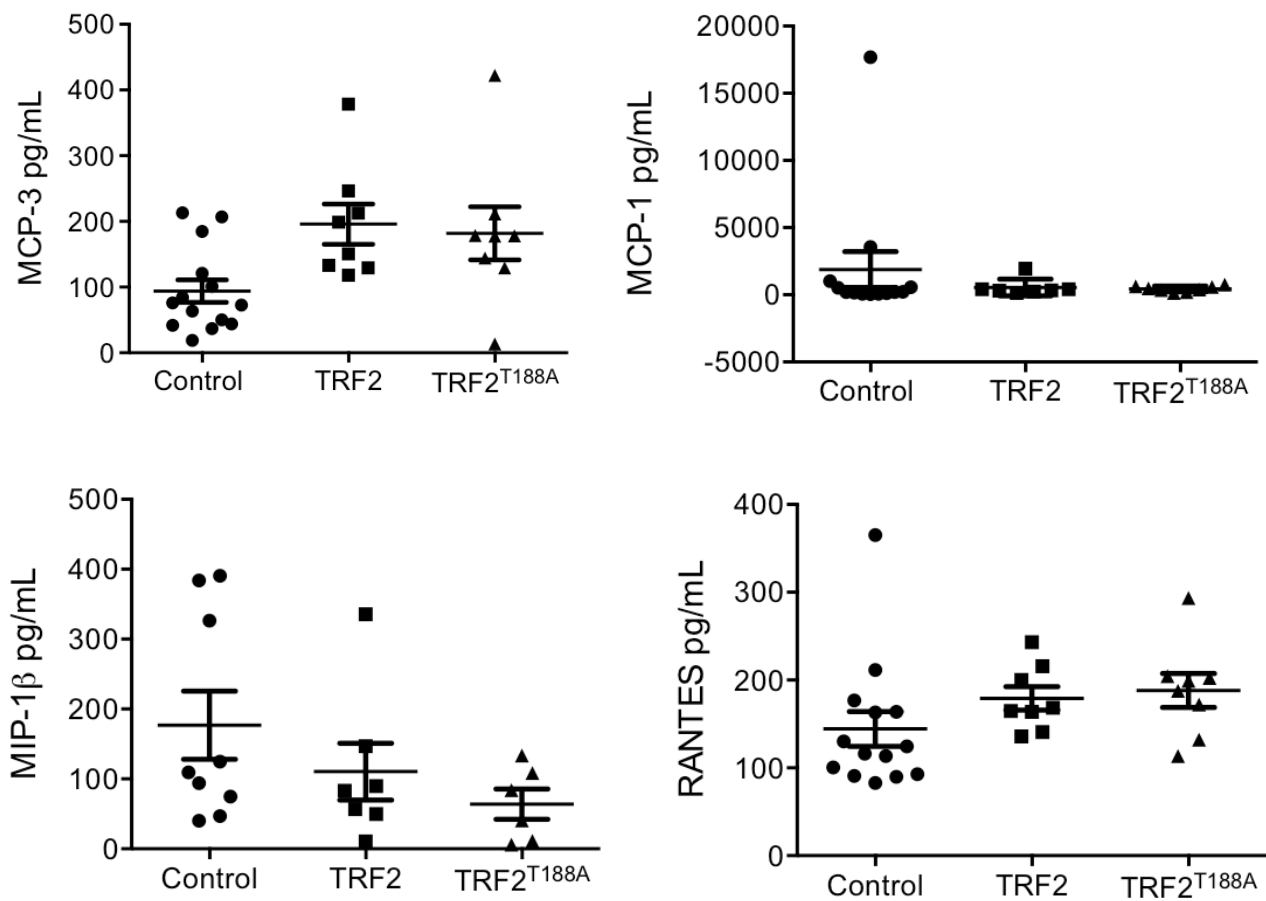 MCP-3 pg/mL
500
400
300
200
100
0
Control TRF2 TRF2T188A
MCP-1 pg/mL
20000
15000
10000
5000
0
-5000
Control TRF2 TRF2T188A
MIP-1β pg/mL
500
400
300
200
100
0
Control TRF2 TRF2T188A
RANTES pg/mL
400
300
200
100
0
Control TRF2 TRF2T188A